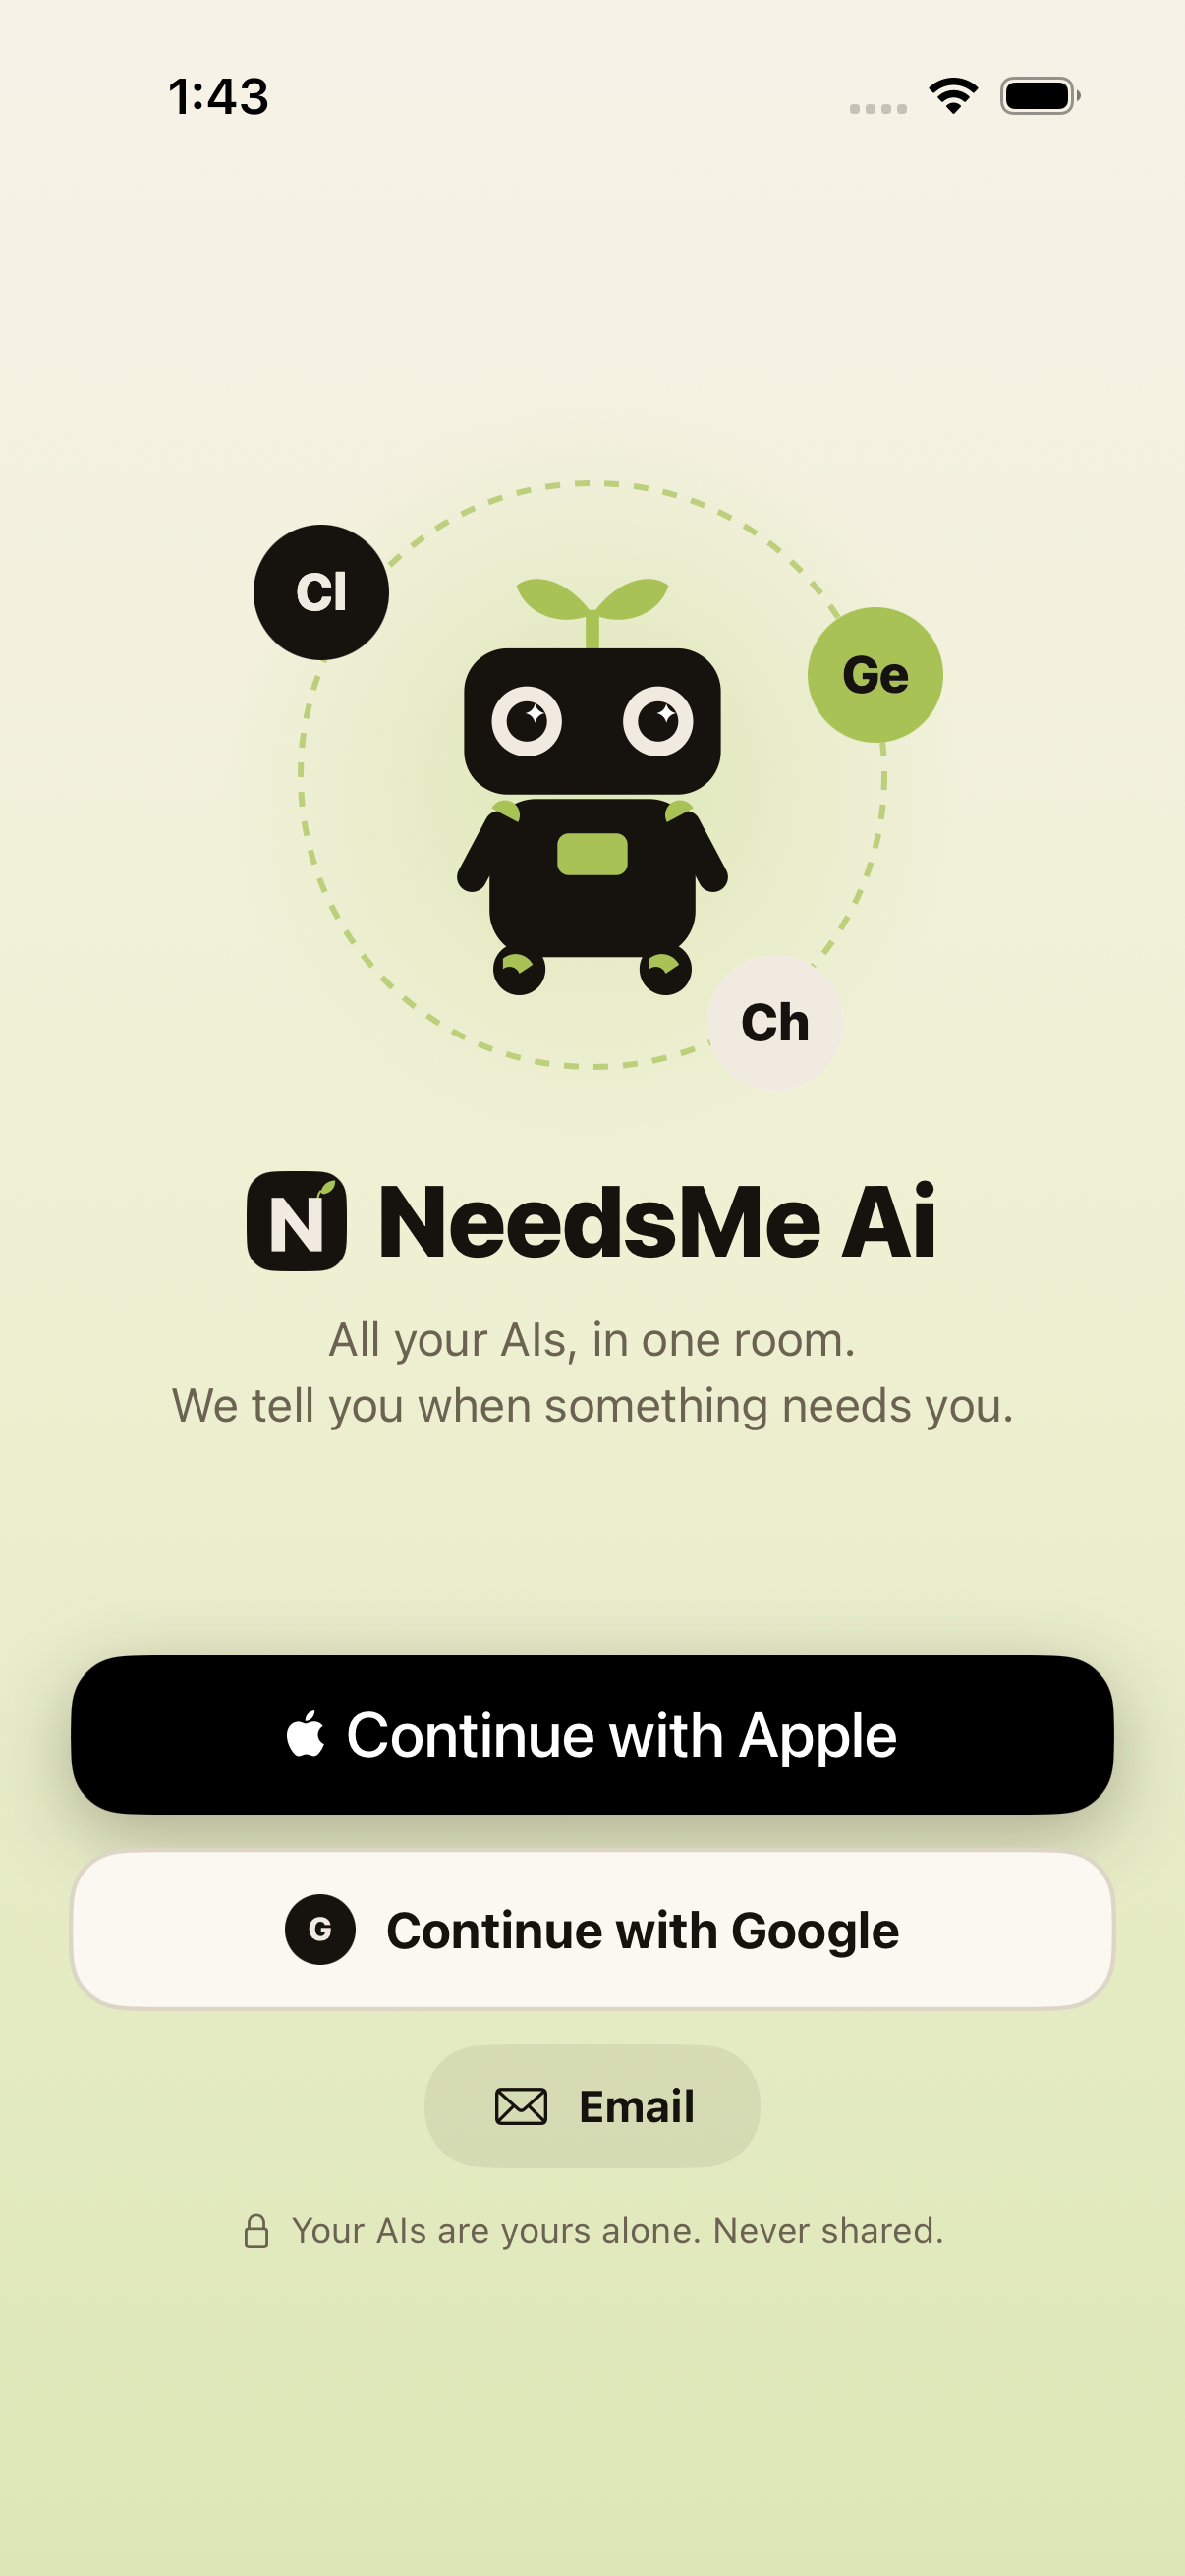 1:43
Cl
Ge
Ch
N NeedsMe Ai
All your AIs, in one room.
We tell you when something needs you.
Continue with Apple
G Continue with Google
Email
Your AIs are yours alone. Never shared.